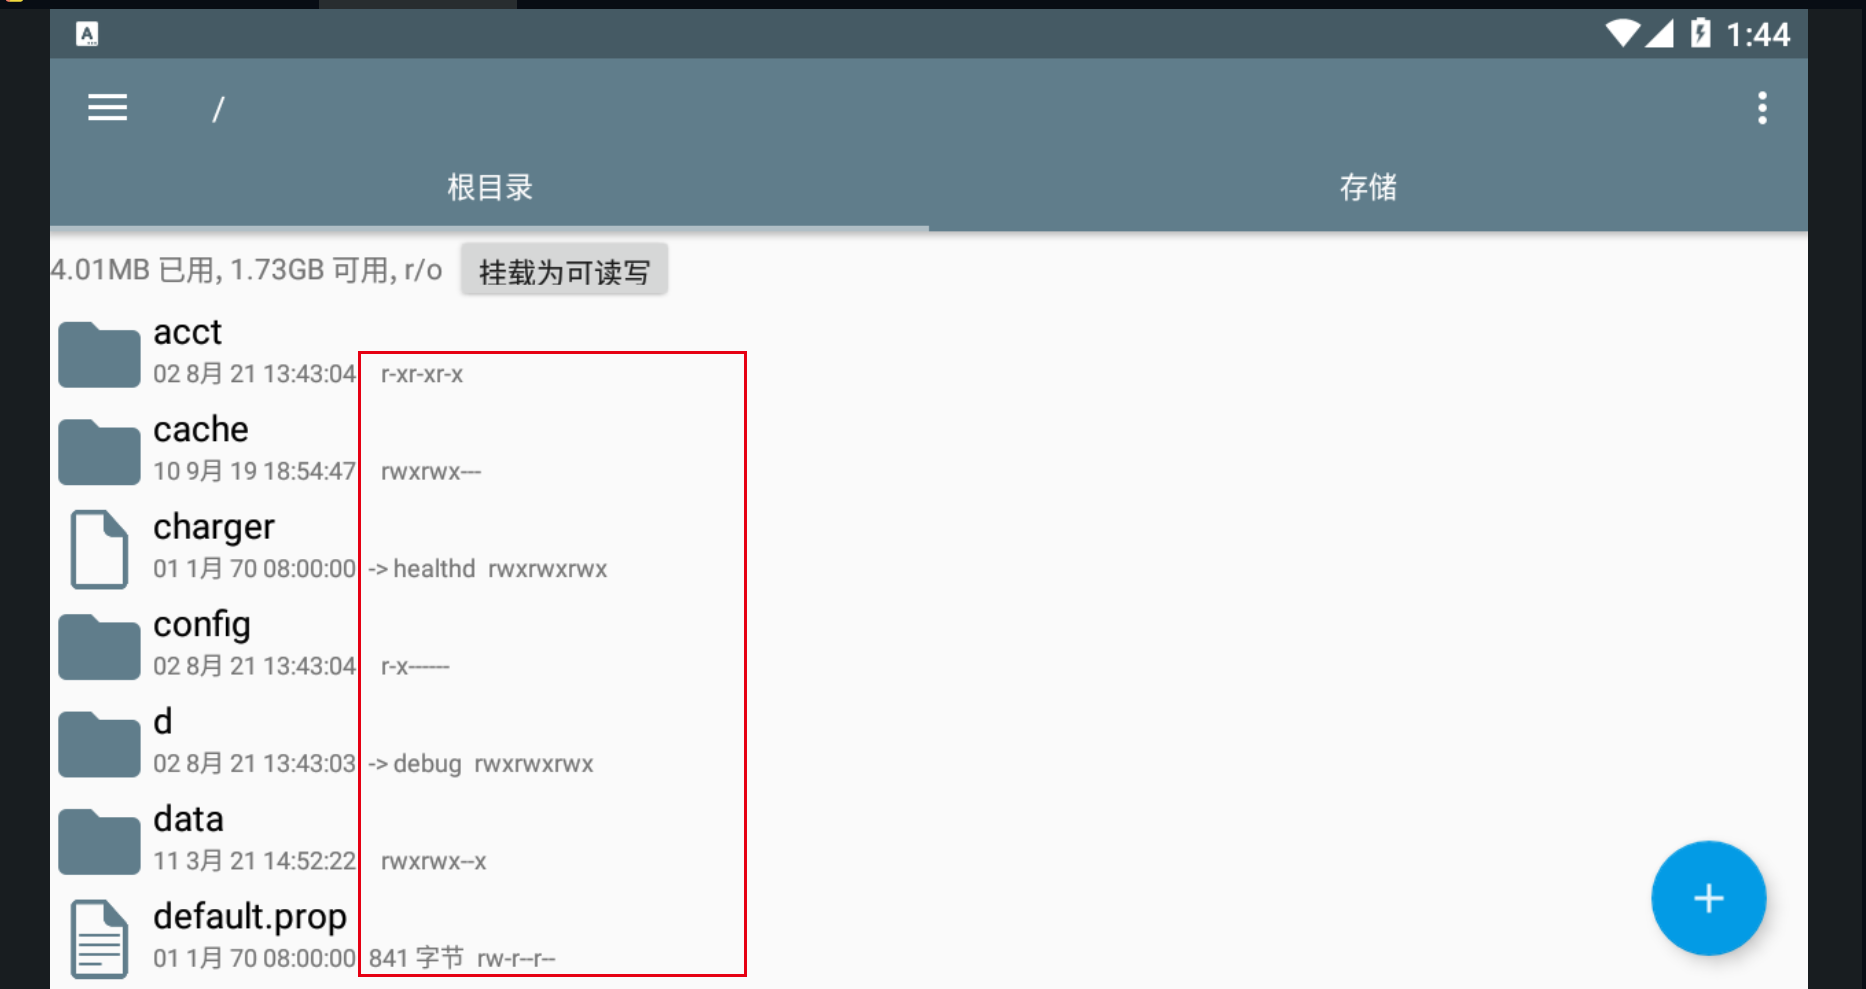 A
1:44
/
根目录
存储
4.01MB 已用, 1.73GB 可用, r/o
挂载为可读写
acct
02 8月 21 13:43:04 r-xr-xr-x
cache
10 9月 19 18:54:47 rwxrwx---
charger
01 1月 70 08:00:00 -> healthd rwxrwxrwx
config
02 8月 21 13:43:04 r-x------
d
02 8月 21 13:43:03 -> debug rwxrwxrwx
data
11 3月 21 14:52:22 rwxrwx--x
default.prop
01 1月 70 08:00:00 841 字节 rw-r--r--